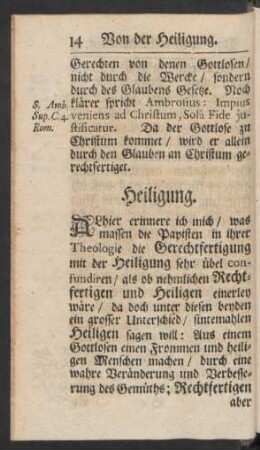 14 Von der Heiligung.
Gerechten von denen Gottlosen/
nicht durch die Wercke/ sondern
durch des Glaubens Gesetze. Noch
S. Amb. klärer spricht Ambrosius: Impius
Sup. C. 4. veniens ad Christum, Solâ Fide ju-
Rom. stificatur. Da der Gottlose zu
Christum kommet/ wird er allein
durch den Glauben an Christum ge-
rechtfertiget.
Heiligung.
Alhier erinnere ich mich/ was
massen die Papisten in ihrer
Theologie die Gerechtfertigung
mit der Heiligung sehr übel con-
fundiren/ als ob nehmlichen Recht-
fertigen und Heiligen einerley
wäre/ da doch unter diesen beyden
ein grosser Unterschied/ sintemahlen
Heiligen sagen will: Aus einem
Gottlosen einen Frommen und heili-
gen Menschen machen/ durch eine
wahre Veränderung und Verbesse-
rung des Gemüths; Rechtfertigen
aber